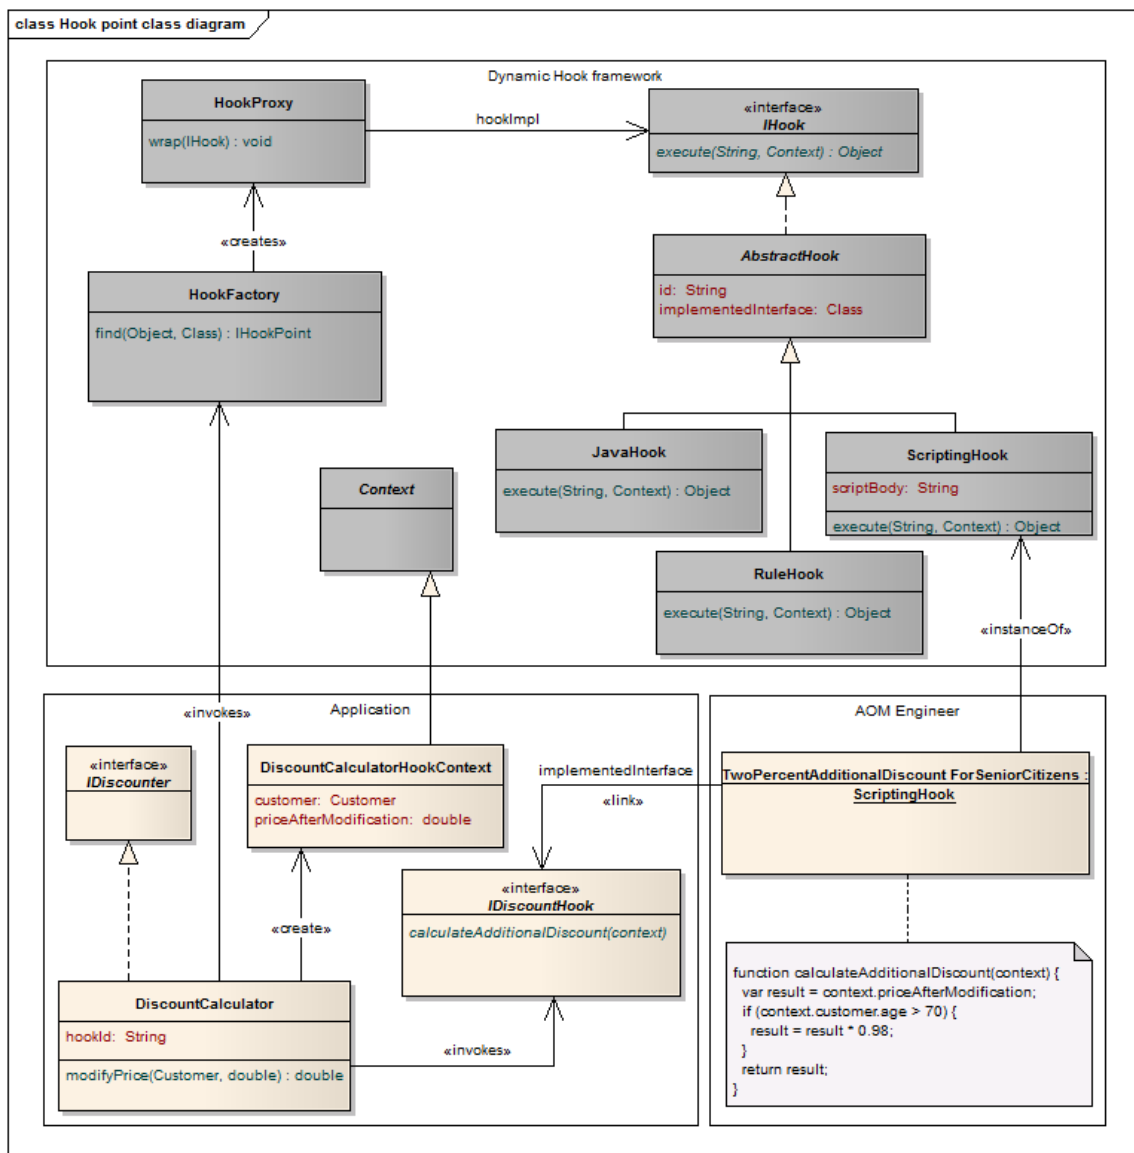 class Hook point class diagram
Dynamic Hook framework
HookProxy
wrap(IHook) : void
hookImpl
«interface»
IHook
execute(String, Context) : Object
«creates»
AbstractHook
id: String
implementedInterface: Class
HookFactory
find(Object, Class) : IHookPoint
JavaHook
execute(String, Context) : Object
ScriptingHook
scriptBody: String
execute(String, Context) : Object
Context
RuleHook
execute(String, Context) : Object
«instanceOf»
«invokes»
Application
AOM Engineer
«interface»
IDiscounter
DiscountCalculatorHookContext
customer: Customer
priceAfterModification: double
implementedInterface
«link»
TwoPercentAdditionalDiscount ForSeniorCitizens :
ScriptingHook
«interface»
IDiscountHook
calculateAdditionalDiscount(context)
«create»
DiscountCalculator
hookId: String
modifyPrice(Customer, double) : double
«invokes»
function calculateAdditionalDiscount(context) {
var result = context.priceAfterModification;
if (context.customer.age > 70) {
result = result * 0.98;
}
return result;
}